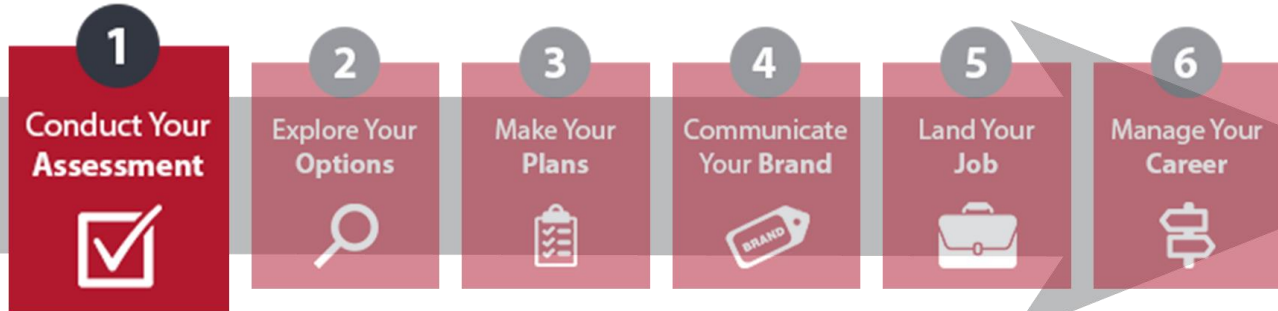 1
Conduct Your
Assessment
2
Explore Your
Options
3
Make Your
Plans
4
Communicate
Your Brand
BRAND
5
Land Your
Job
6
Manage Your
Career